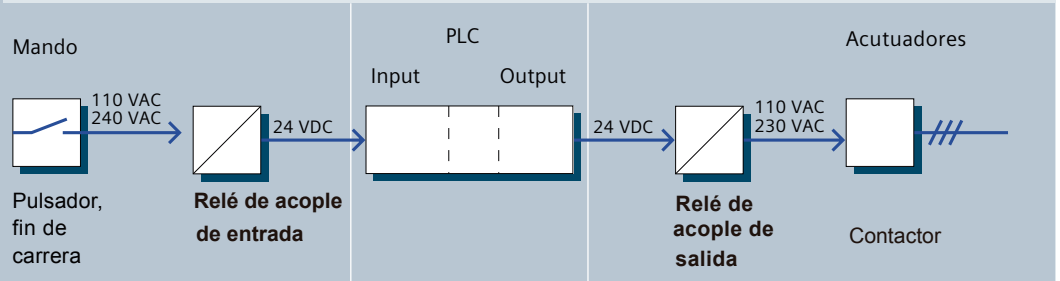 Mando
PLC
Acutuadores
Input
Output
110 VAC
240 VAC
24 VDC
24 VDC
110 VAC
230 VAC
Pulsador,
fin de
carrera
Relé de acople
de entrada
Relé de
acople de
salida
Contactor